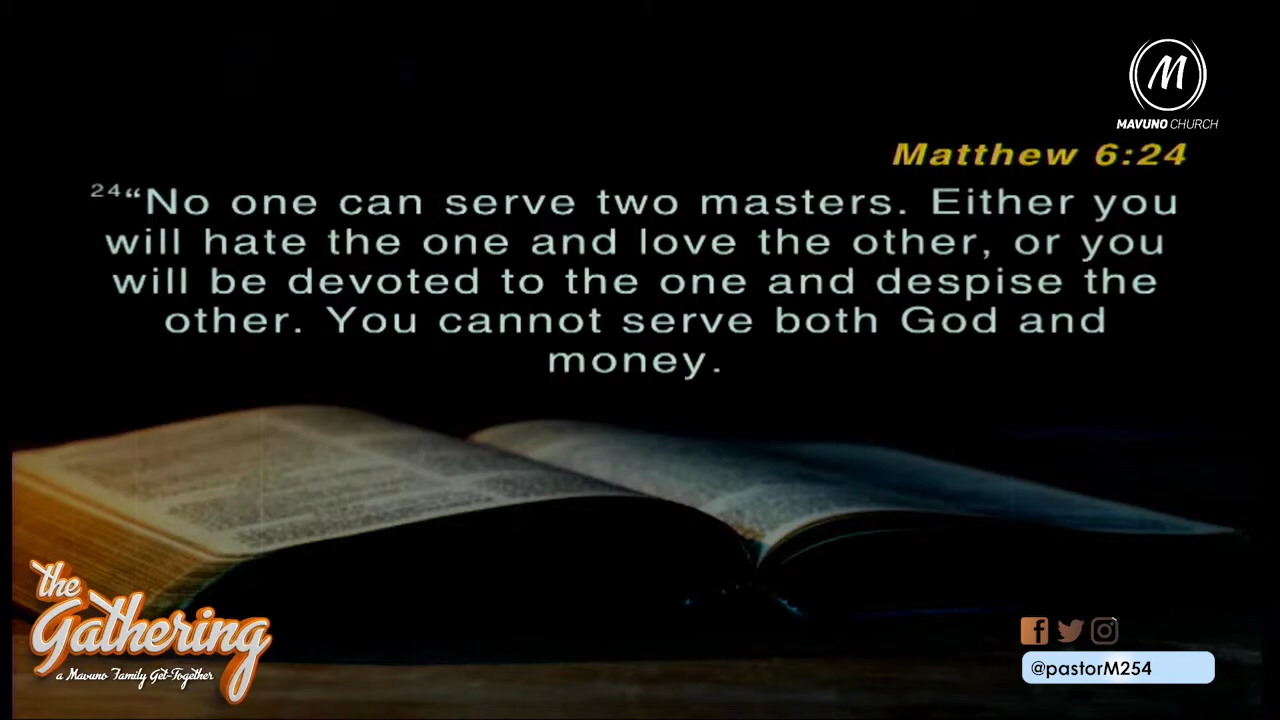 M
MAVUNO CHURCH
Matthew 6:24
24“No one can serve two masters. Either you
will hate the one and love the other, or you
will be devoted to the one and despise the
other. You cannot serve both God and
money.
the
Gathering
a Mavuno Family Get-Together
@pastorM254